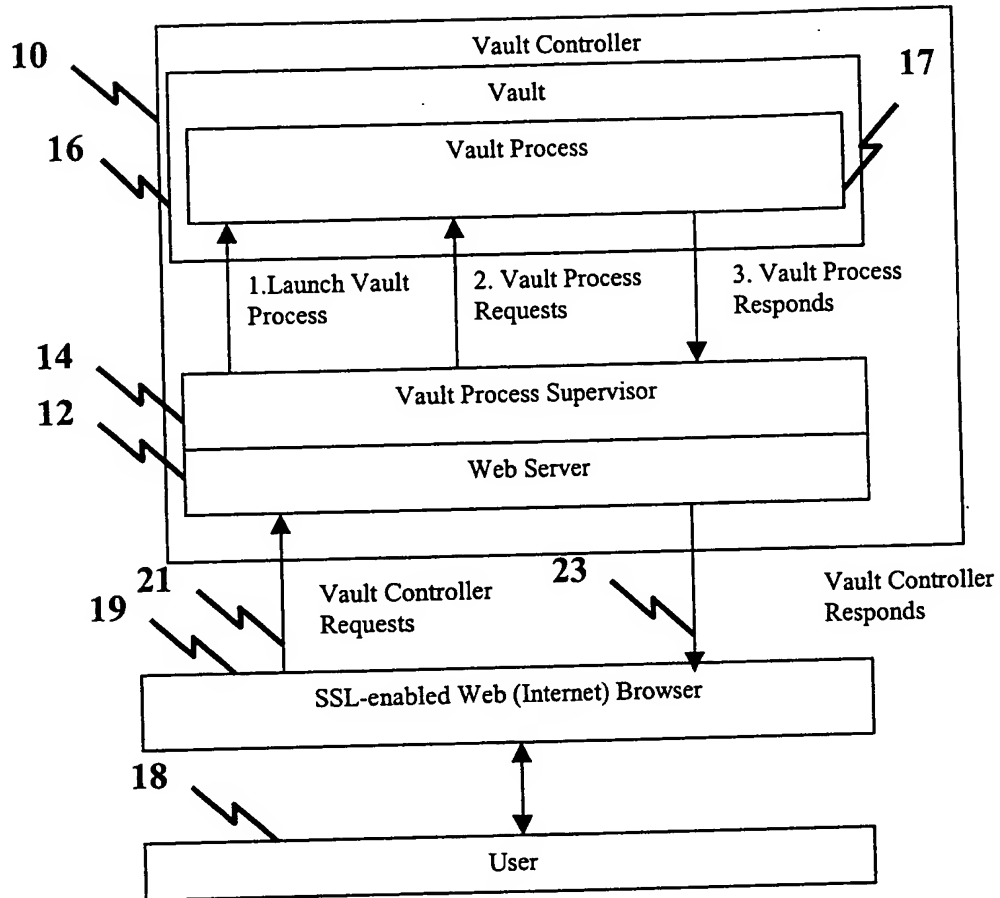 Vault Controller
10
17
Vault
16
Vault Process
1.Launch Vault
Process
2. Vault Process
Requests
3. Vault Process
Responds
14
Vault Process Supervisor
12
Web Server
21
23
19
Vault Controller
Requests
Vault Controller
Responds
SSL-enabled Web (Internet) Browser
18
User